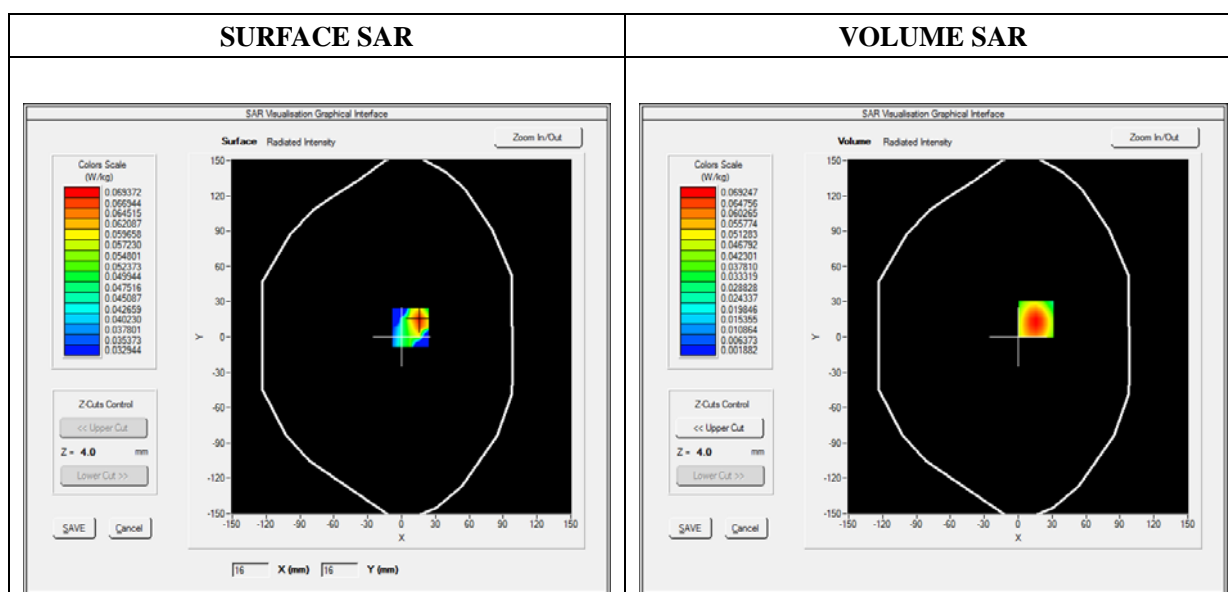 SURFACE SAR
VOLUME SAR
SAR Visualisation Graphical Interface
Surface Radiated Intensity
Zoom In/Out
Colors Scale
(W/kg)
0.069372
0.066944
0.064515
0.062087
0.059658
0.057230
0.054801
0.052373
0.049944
0.047516
0.045087
0.042659
0.040230
0.037801
0.035373
0.032944
Z-Cuts Control
<< Upper Cut
Z = 4.0 mm
Lower Cut >>
SAVE Cancel
150
120
90
60
30
0
-30
-60
-90
-120
-150
Y
-150 -120 -90 -60 -30 0 30 60 90 120 150
X
16 X (mm) 16 Y (mm)
SAR Visualisation Graphical Interface
Volume Radiated Intensity
Zoom In/Out
Colors Scale
(W/kg)
0.069247
0.064756
0.060265
0.055774
0.051283
0.046792
0.042301
0.037810
0.033319
0.028828
0.024337
0.019846
0.015355
0.010864
0.006373
0.001882
Z-Cuts Control
<< Upper Cut
Z = 4.0 mm
Lower Cut >>
SAVE Cancel
150
120
90
60
30
0
-30
-60
-90
-120
-150
Y
-150 -120 -90 -60 -30 0 30 60 90 120 150
X